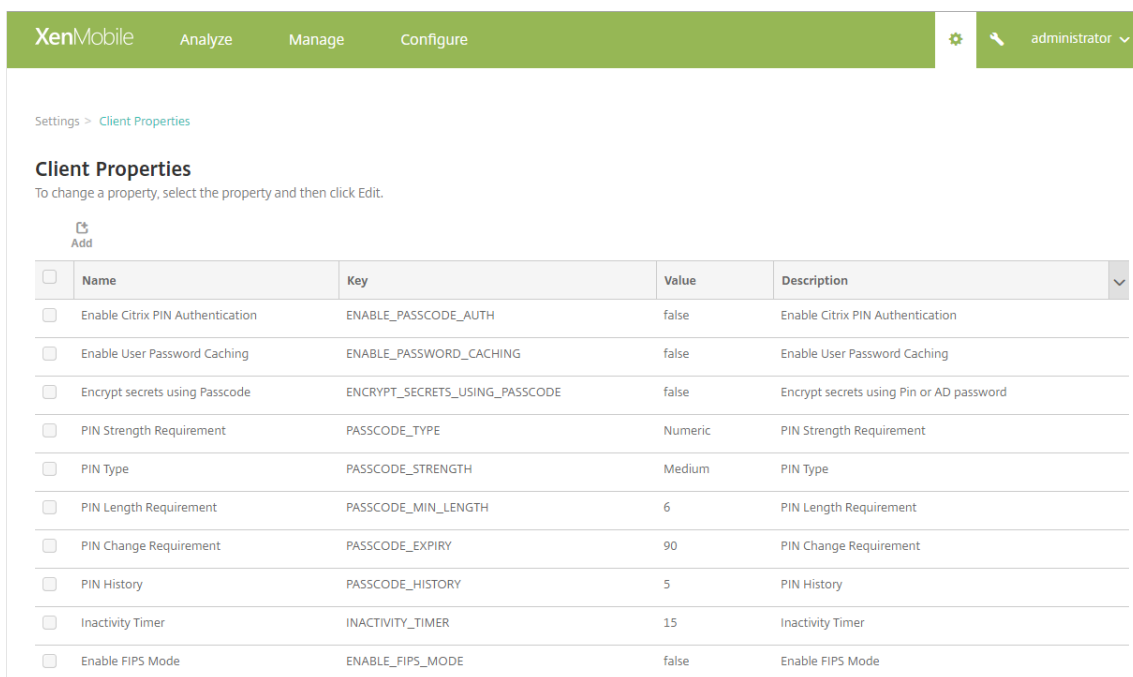 XenMobile Analyze Manage Configure administrator
Settings > Client Properties
Client Properties
To change a property, select the property and then click Edit.
Add
Name Key Value Description
Enable Citrix PIN Authentication ENABLE_PASSCODE_AUTH false Enable Citrix PIN Authentication
Enable User Password Caching ENABLE_PASSWORD_CACHING false Enable User Password Caching
Encrypt secrets using Passcode ENCRYPT_SECRETS_USING_PASSCODE false Encrypt secrets using Pin or AD password
PIN Strength Requirement PASSCODE_TYPE Numeric PIN Strength Requirement
PIN Type PASSCODE_STRENGTH Medium PIN Type
PIN Length Requirement PASSCODE_MIN_LENGTH 6 PIN Length Requirement
PIN Change Requirement PASSCODE_EXPIRY 90 PIN Change Requirement
PIN History PASSCODE_HISTORY 5 PIN History
Inactivity Timer INACTIVITY_TIMER 15 Inactivity Timer
Enable FIPS Mode ENABLE_FIPS_MODE false Enable FIPS Mode